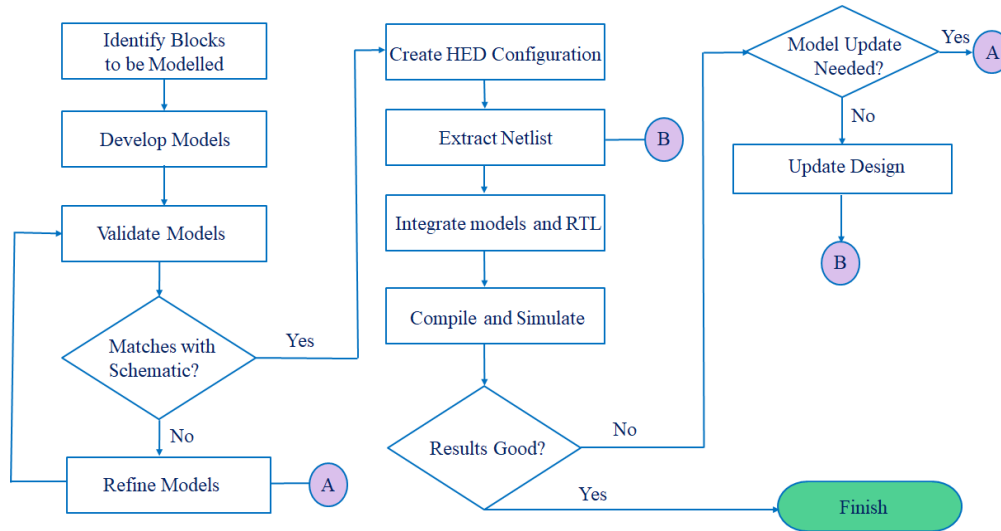 Identify Blocks
to be Modelled
Develop Models
Validate Models
Matches with
Schematic?
Yes
No
Refine Models
A
Create HED Configuration
Extract Netlist
B
Integrate models and RTL
Compile and Simulate
Results Good?
No
Yes
Finish
Model Update
Needed?
Yes
A
No
Update Design
B